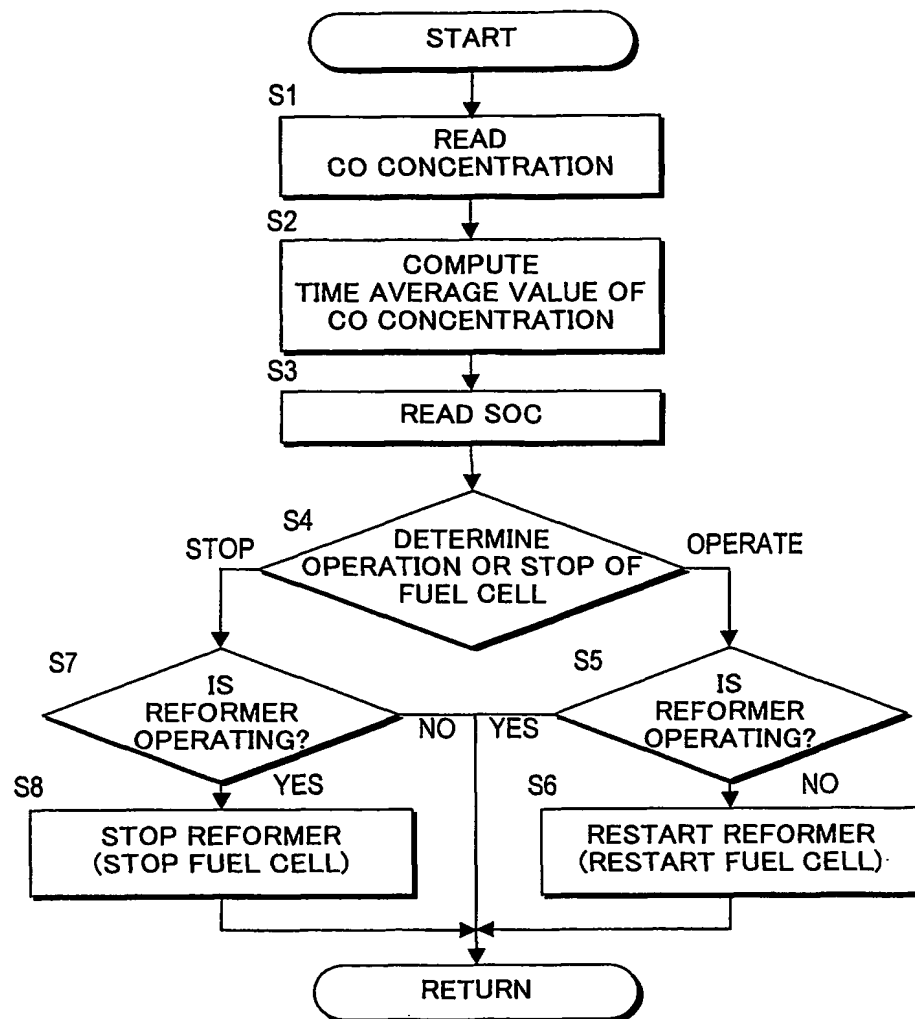 START
S1
READ
CO CONCENTRATION
S2
COMPUTE
TIME AVERAGE VALUE OF
CO CONCENTRATION
S3
READ SOC
S4
DETERMINE
OPERATION OR STOP OF
FUEL CELL
STOP
OPERATE
S7
IS
REFORMER
OPERATING?
NO
YES
S5
IS
REFORMER
OPERATING?
YES
NO
S8
STOP REFORMER
(STOP FUEL CELL)
S6
RESTART REFORMER
(RESTART FUEL CELL)
RETURN